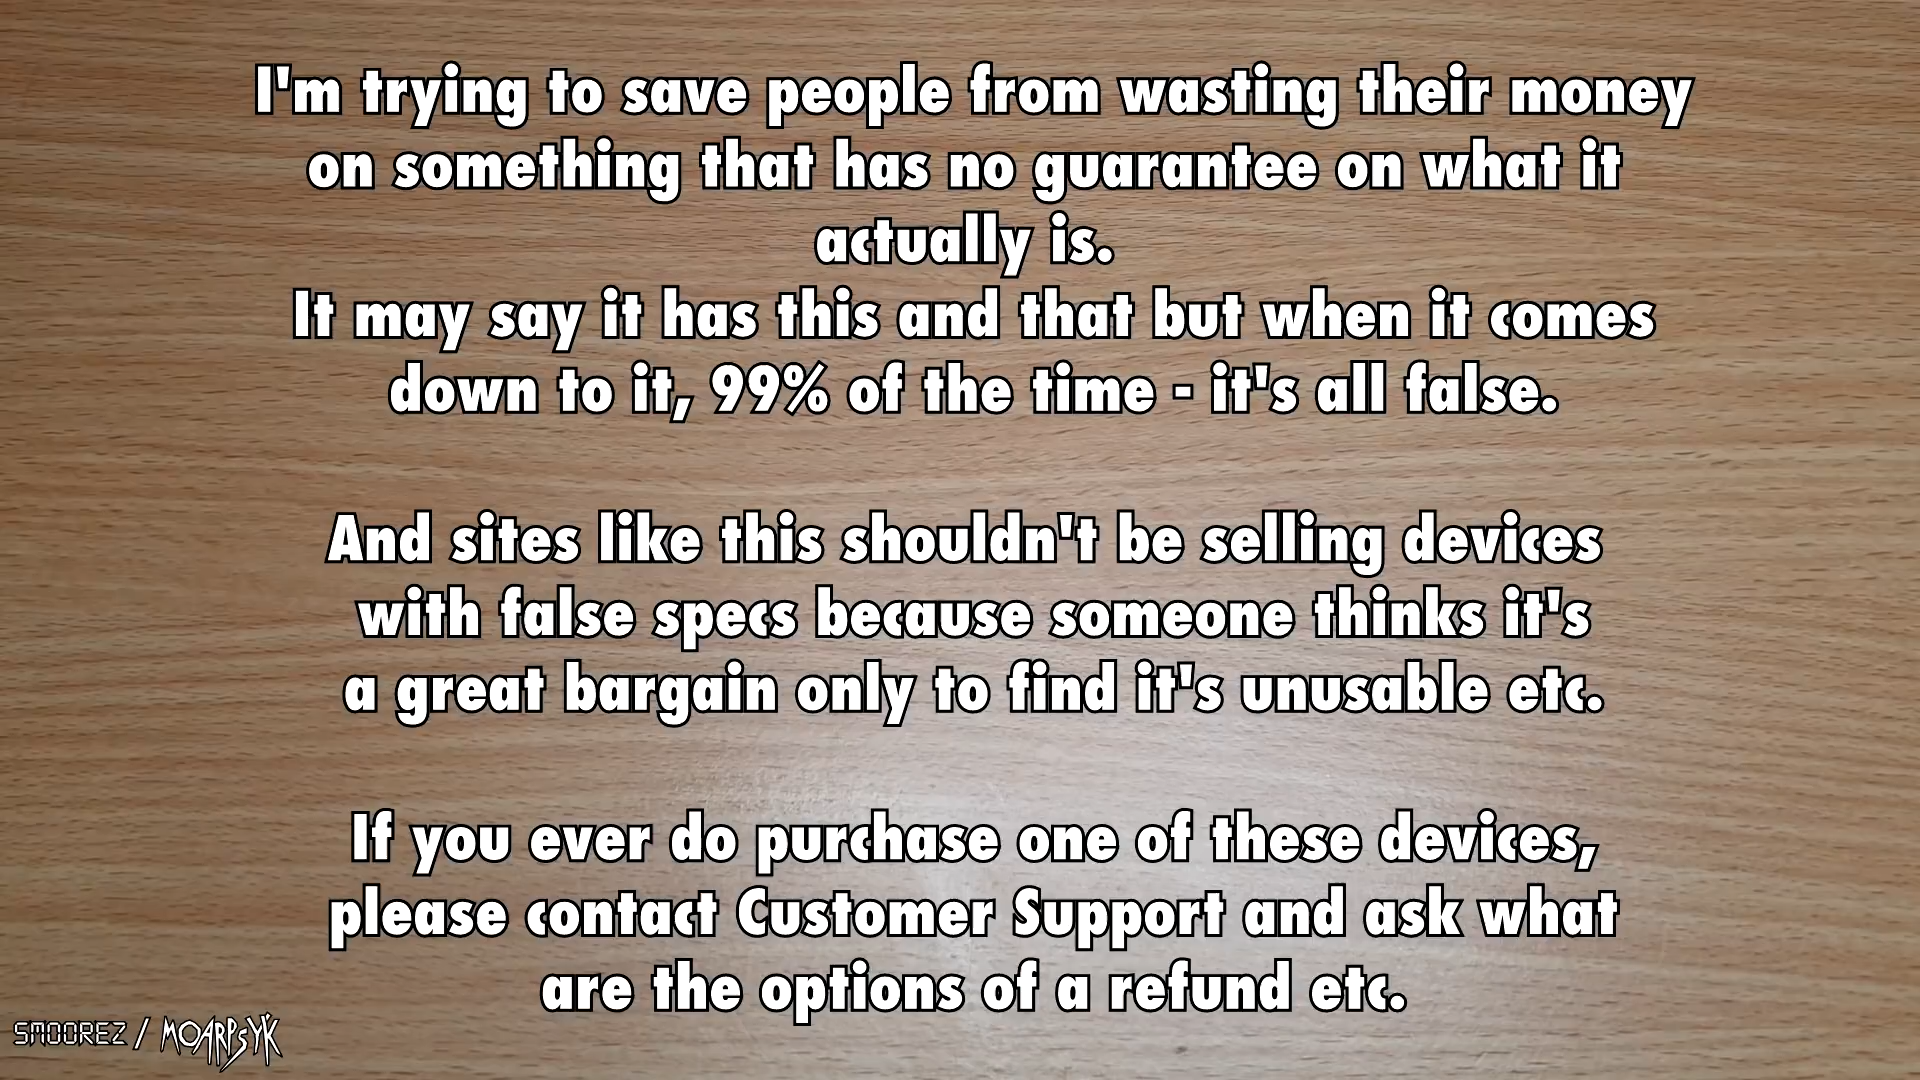 I'm trying to save people from wasting their money
on something that has no guarantee on what it
actually is.
It may say it has this and that but when it comes
down to it, 99% of the time - it's all false.
And sites like this shouldn't be selling devices
with false specs because someone thinks it's
a great bargain only to find it's unusable etc.
If you ever do purchase one of these devices,
please contact Customer Support and ask what
are the options of a refund etc.
SMOOREZ / MOARPSYK